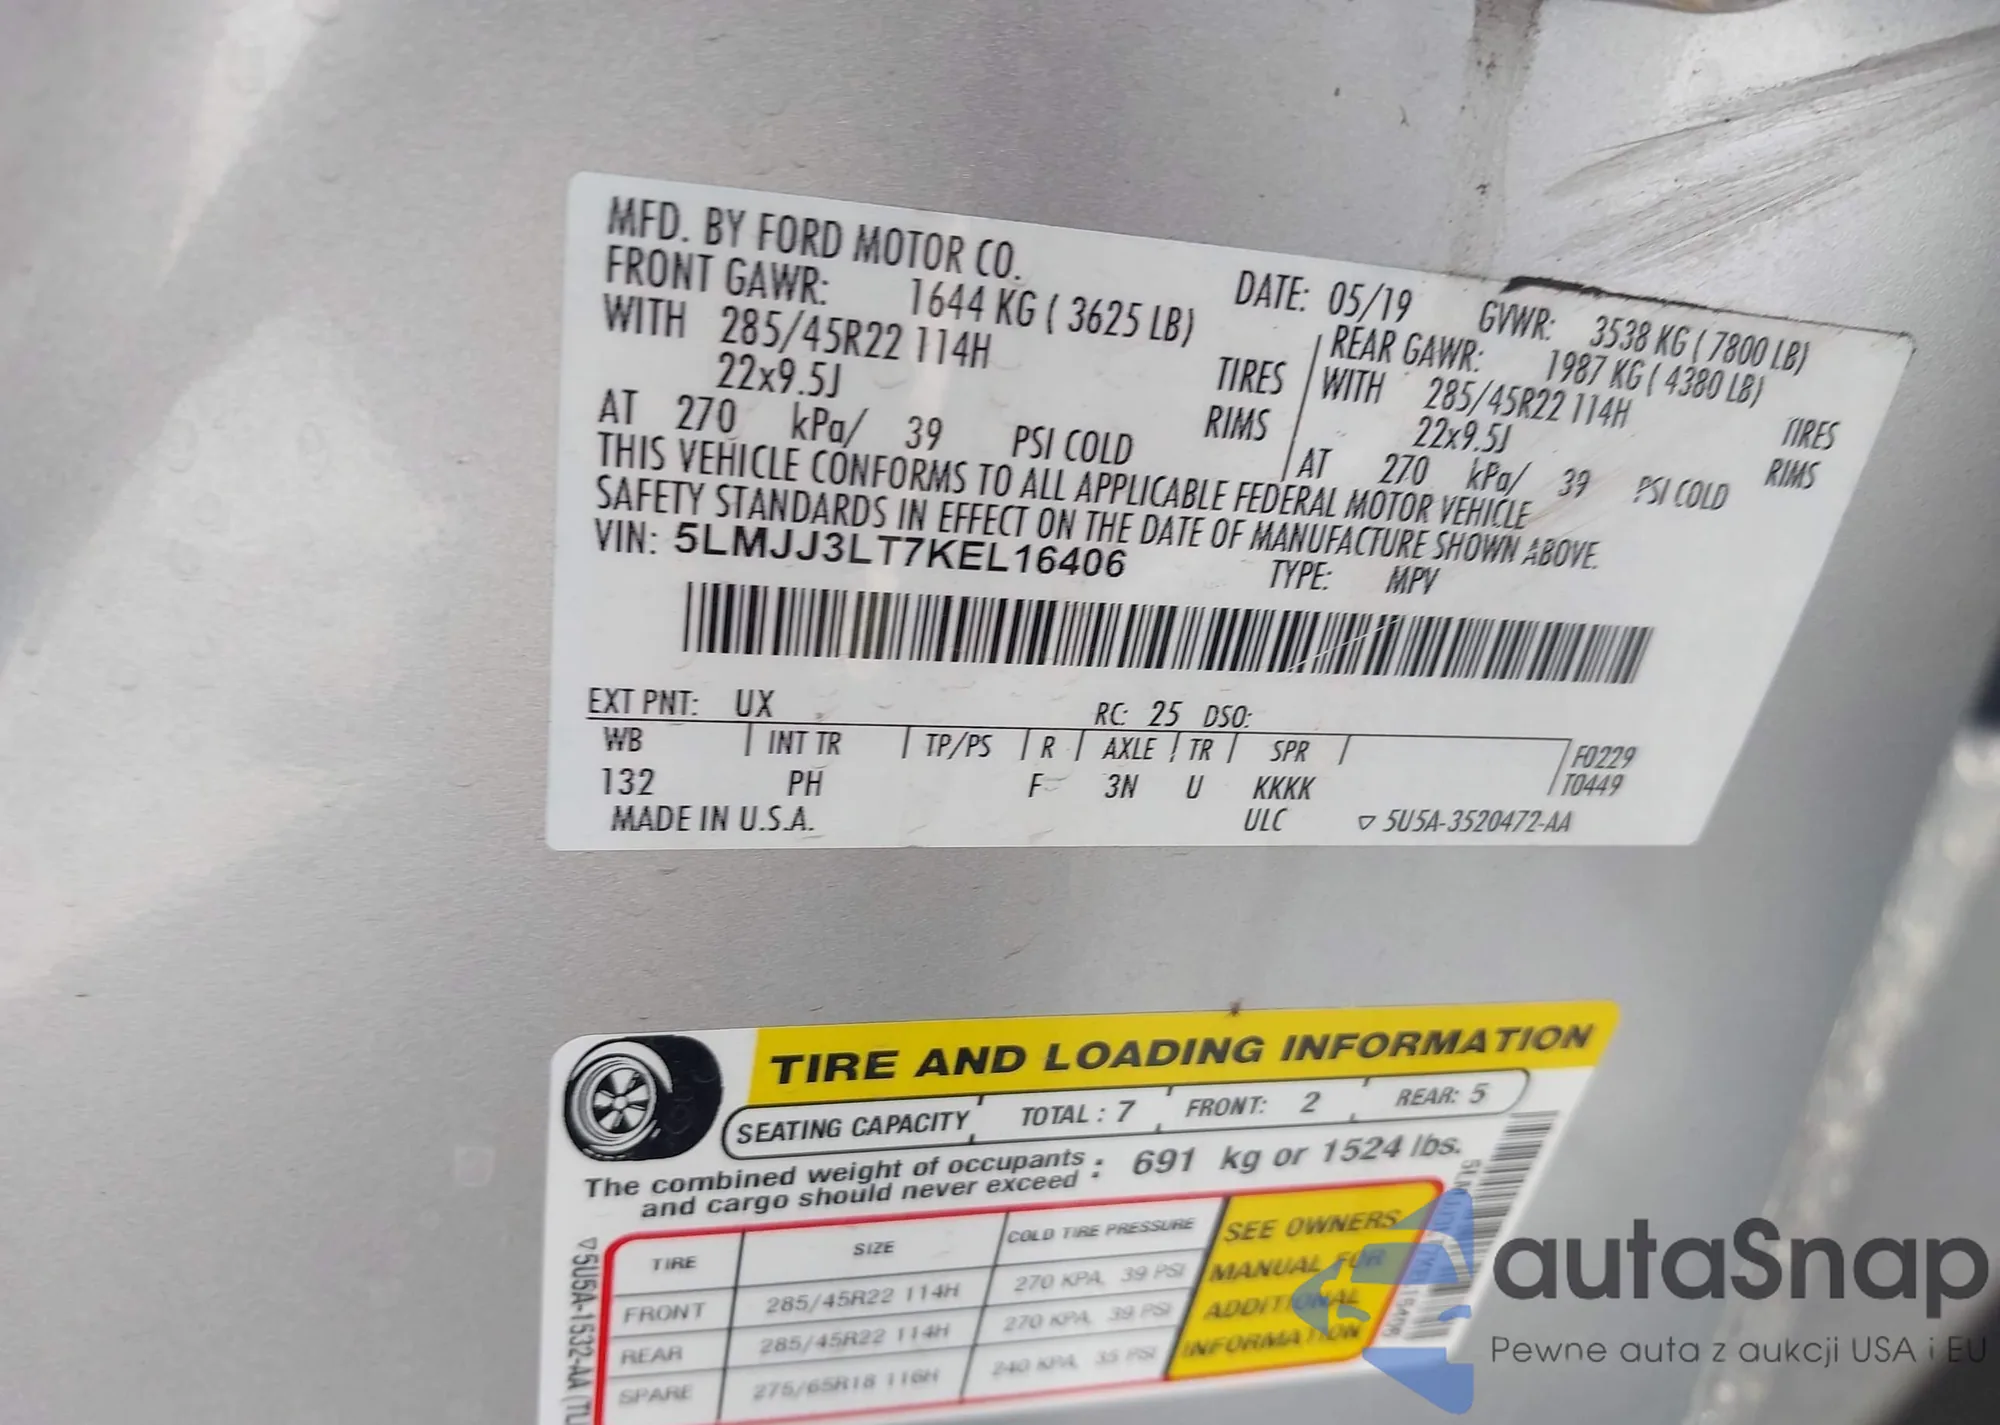 MFD. BY FORD MOTOR CO.
DATE: 05/19 GVWR: 3538 KG ( 7800 LB)
FRONT GAWR: 1644 KG ( 3625 LB)
REAR GAWR: 1987 KG ( 4380 LB)
WITH 285/45R22 114H TIRES
WITH 285/45R22 114H TIRES
22x9.5J RIMS
22x9.5J RIMS
AT 270 kPa/ 39 PSI COLD
AT 270 kPa/ 39 PSI COLD
THIS VEHICLE CONFORMS TO ALL APPLICABLE FEDERAL MOTOR VEHICLE
SAFETY STANDARDS IN EFFECT ON THE DATE OF MANUFACTURE SHOWN ABOVE.
VIN: 5LMJJ3LT7KEL16406 TYPE: MPV
EXT PNT: UX RC: 25 DSO:
WB INT TR TP/PS R AXLE TR SPR F0229
132 PH F 3N U KKKK T0449
MADE IN U.S.A. ULC ▽ 5U5A-3520472-AA
TIRE AND LOADING INFORMATION
SEATING CAPACITY TOTAL : 7 FRONT: 2 REAR: 5
The combined weight of occupants
and cargo should never exceed : 691 kg or 1524 lbs.
TIRE SIZE COLD TIRE PRESSURE
FRONT 285/45R22 114H 270 KPA, 39 PSI
REAR 285/45R22 114H 270 KPA, 39 PSI
SPARE 275/65R18 116H 240 KPA, 35 PSI
SEE OWNERS
MANUAL FOR
ADDITIONAL
INFORMATION
▽5U5A-1532-AA (TL
autaSnap
Pewne auta z aukcji USA i EU